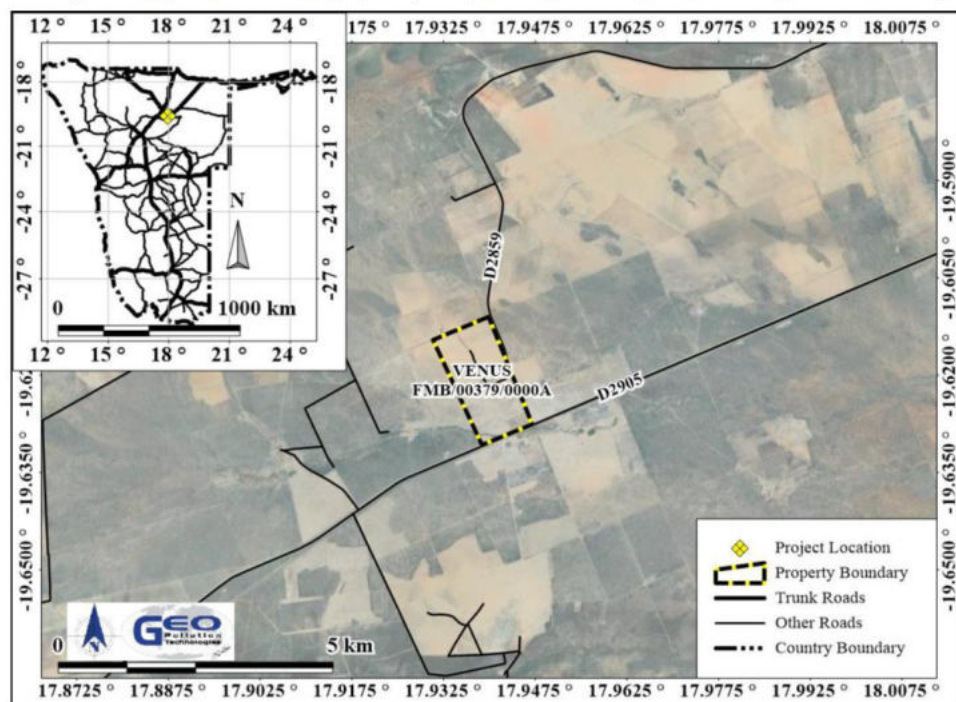 175 ° 17.9325 ° 17.9475 ° 17.9625 ° 17.9775 ° 17.9925 ° 18.0075 °
12 ° 15 ° 18 ° 21 ° 24 °
-18 ° -18 °
-21 ° -21 °
-24 ° -24 °
-27 ° -27 °
N
0 1000 km
12 ° 15 ° 18 ° 21 ° 24 °
-19.5900 °
D2859
-19.6050 °
VENUS
FMB/00379/0000A
D2905
-19.6200 °
-19.6350 ° -19.6350 °
-19.6500 ° -19.6500 °
Project Location
Property Boundary
Trunk Roads
Other Roads
Country Boundary
GEO
Pollution
Technologies
0 5 km
17.8725 ° 17.8875 ° 17.9025 ° 17.9175 ° 17.9325 ° 17.9475 ° 17.9625 ° 17.9775 ° 17.9925 ° 18.0075 °